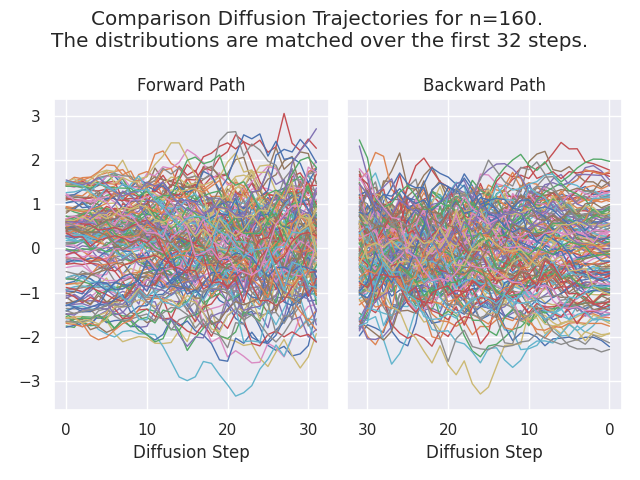 Comparison Diffusion Trajectories for n=160.
The distributions are matched over the first 32 steps.
Forward Path
Backward Path
3
2
1
0
−1
−2
−3
0 10 20 30
30 20 10 0
Diffusion Step
Diffusion Step